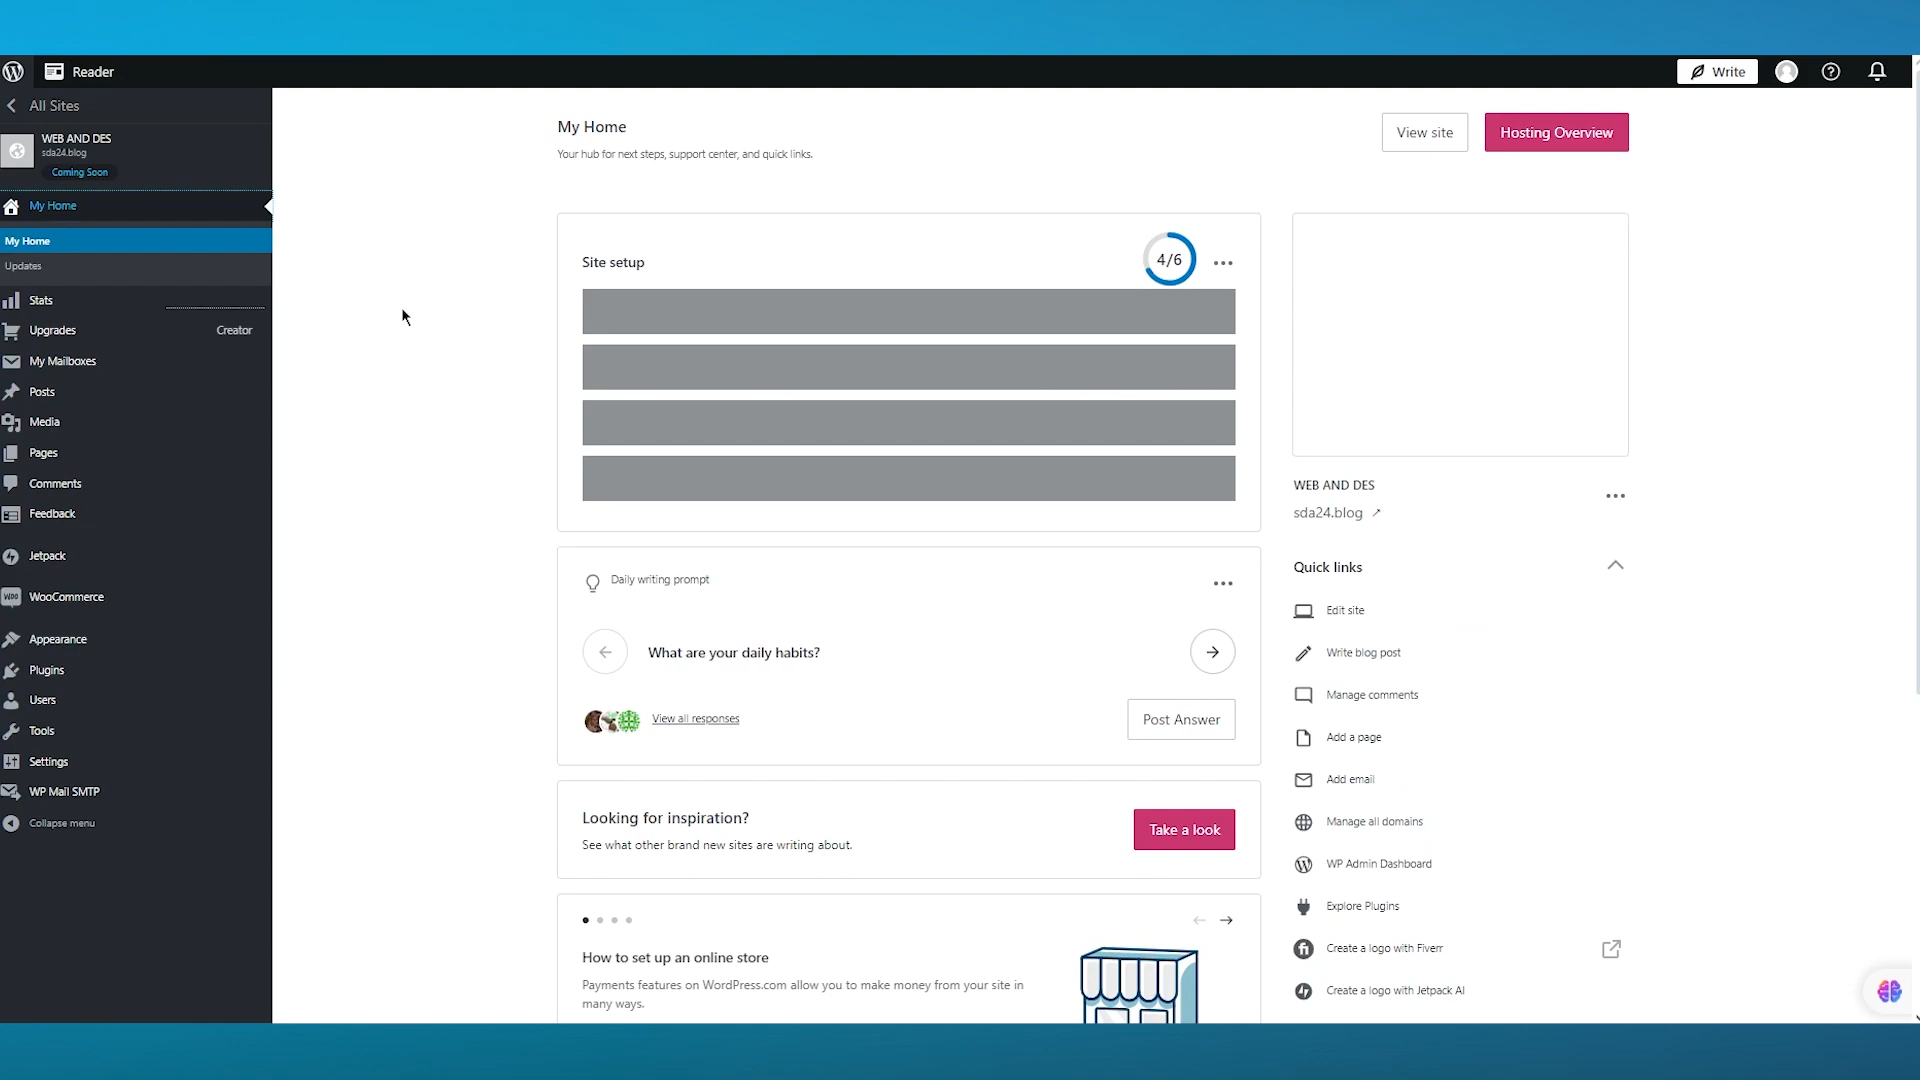 Reader
Write
All Sites
WEB AND DES
sda24.blog
Coming Soon
My Home
My Home
Updates
Stats
Upgrades
Creator
My Mailboxes
Posts
Media
Pages
Comments
Feedback
Jetpack
WooCommerce
Appearance
Plugins
Users
Tools
Settings
WP Mail SMTP
Collapse menu
My Home
Your hub for next steps, support center, and quick links.
View site
Hosting Overview
Site setup
4/6
Daily writing prompt
What are your daily habits?
View all responses
Post Answer
Looking for inspiration?
See what other brand new sites are writing about.
Take a look
How to set up an online store
Payments features on WordPress.com allow you to make money from your site in
many ways.
WEB AND DES
sda24.blog ↗
Quick links
Edit site
Write blog post
Manage comments
Add a page
Add email
Manage all domains
WP Admin Dashboard
Explore Plugins
Create a logo with Fiverr
Create a logo with Jetpack AI